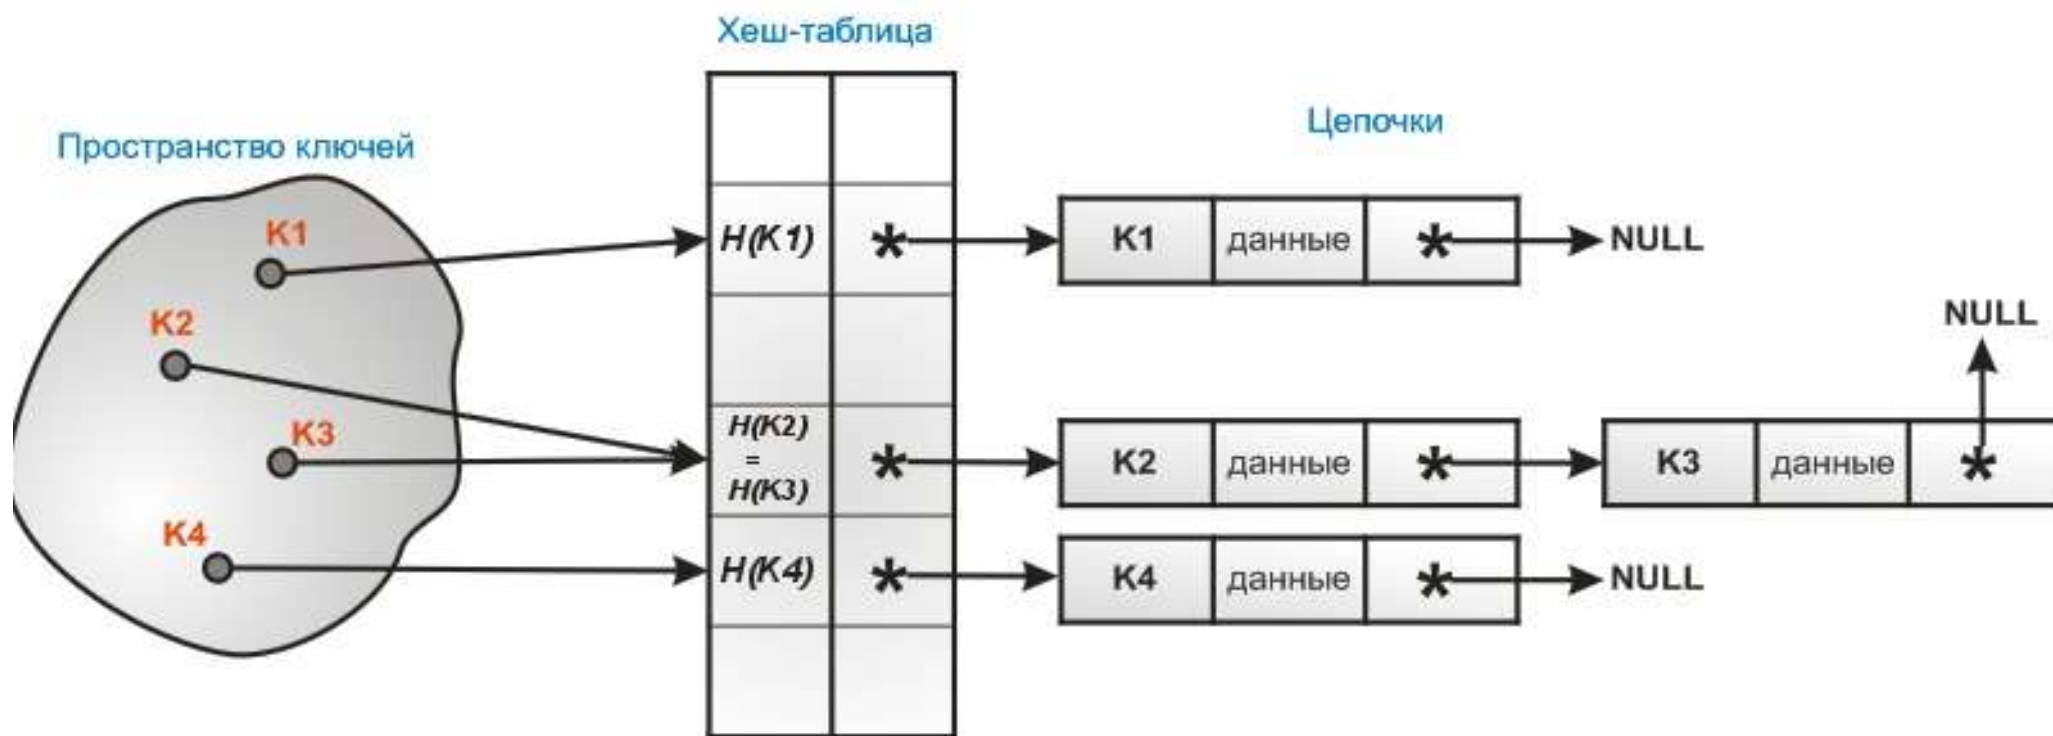 Хеш-таблица
Пространство ключей
Цепочки
K1
H(K1) * K1 данные * NULL
K2
NULL
K3
H(K2)
=
H(K3)
* K2 данные * K3 данные *
K4
H(K4) * K4 данные * NULL